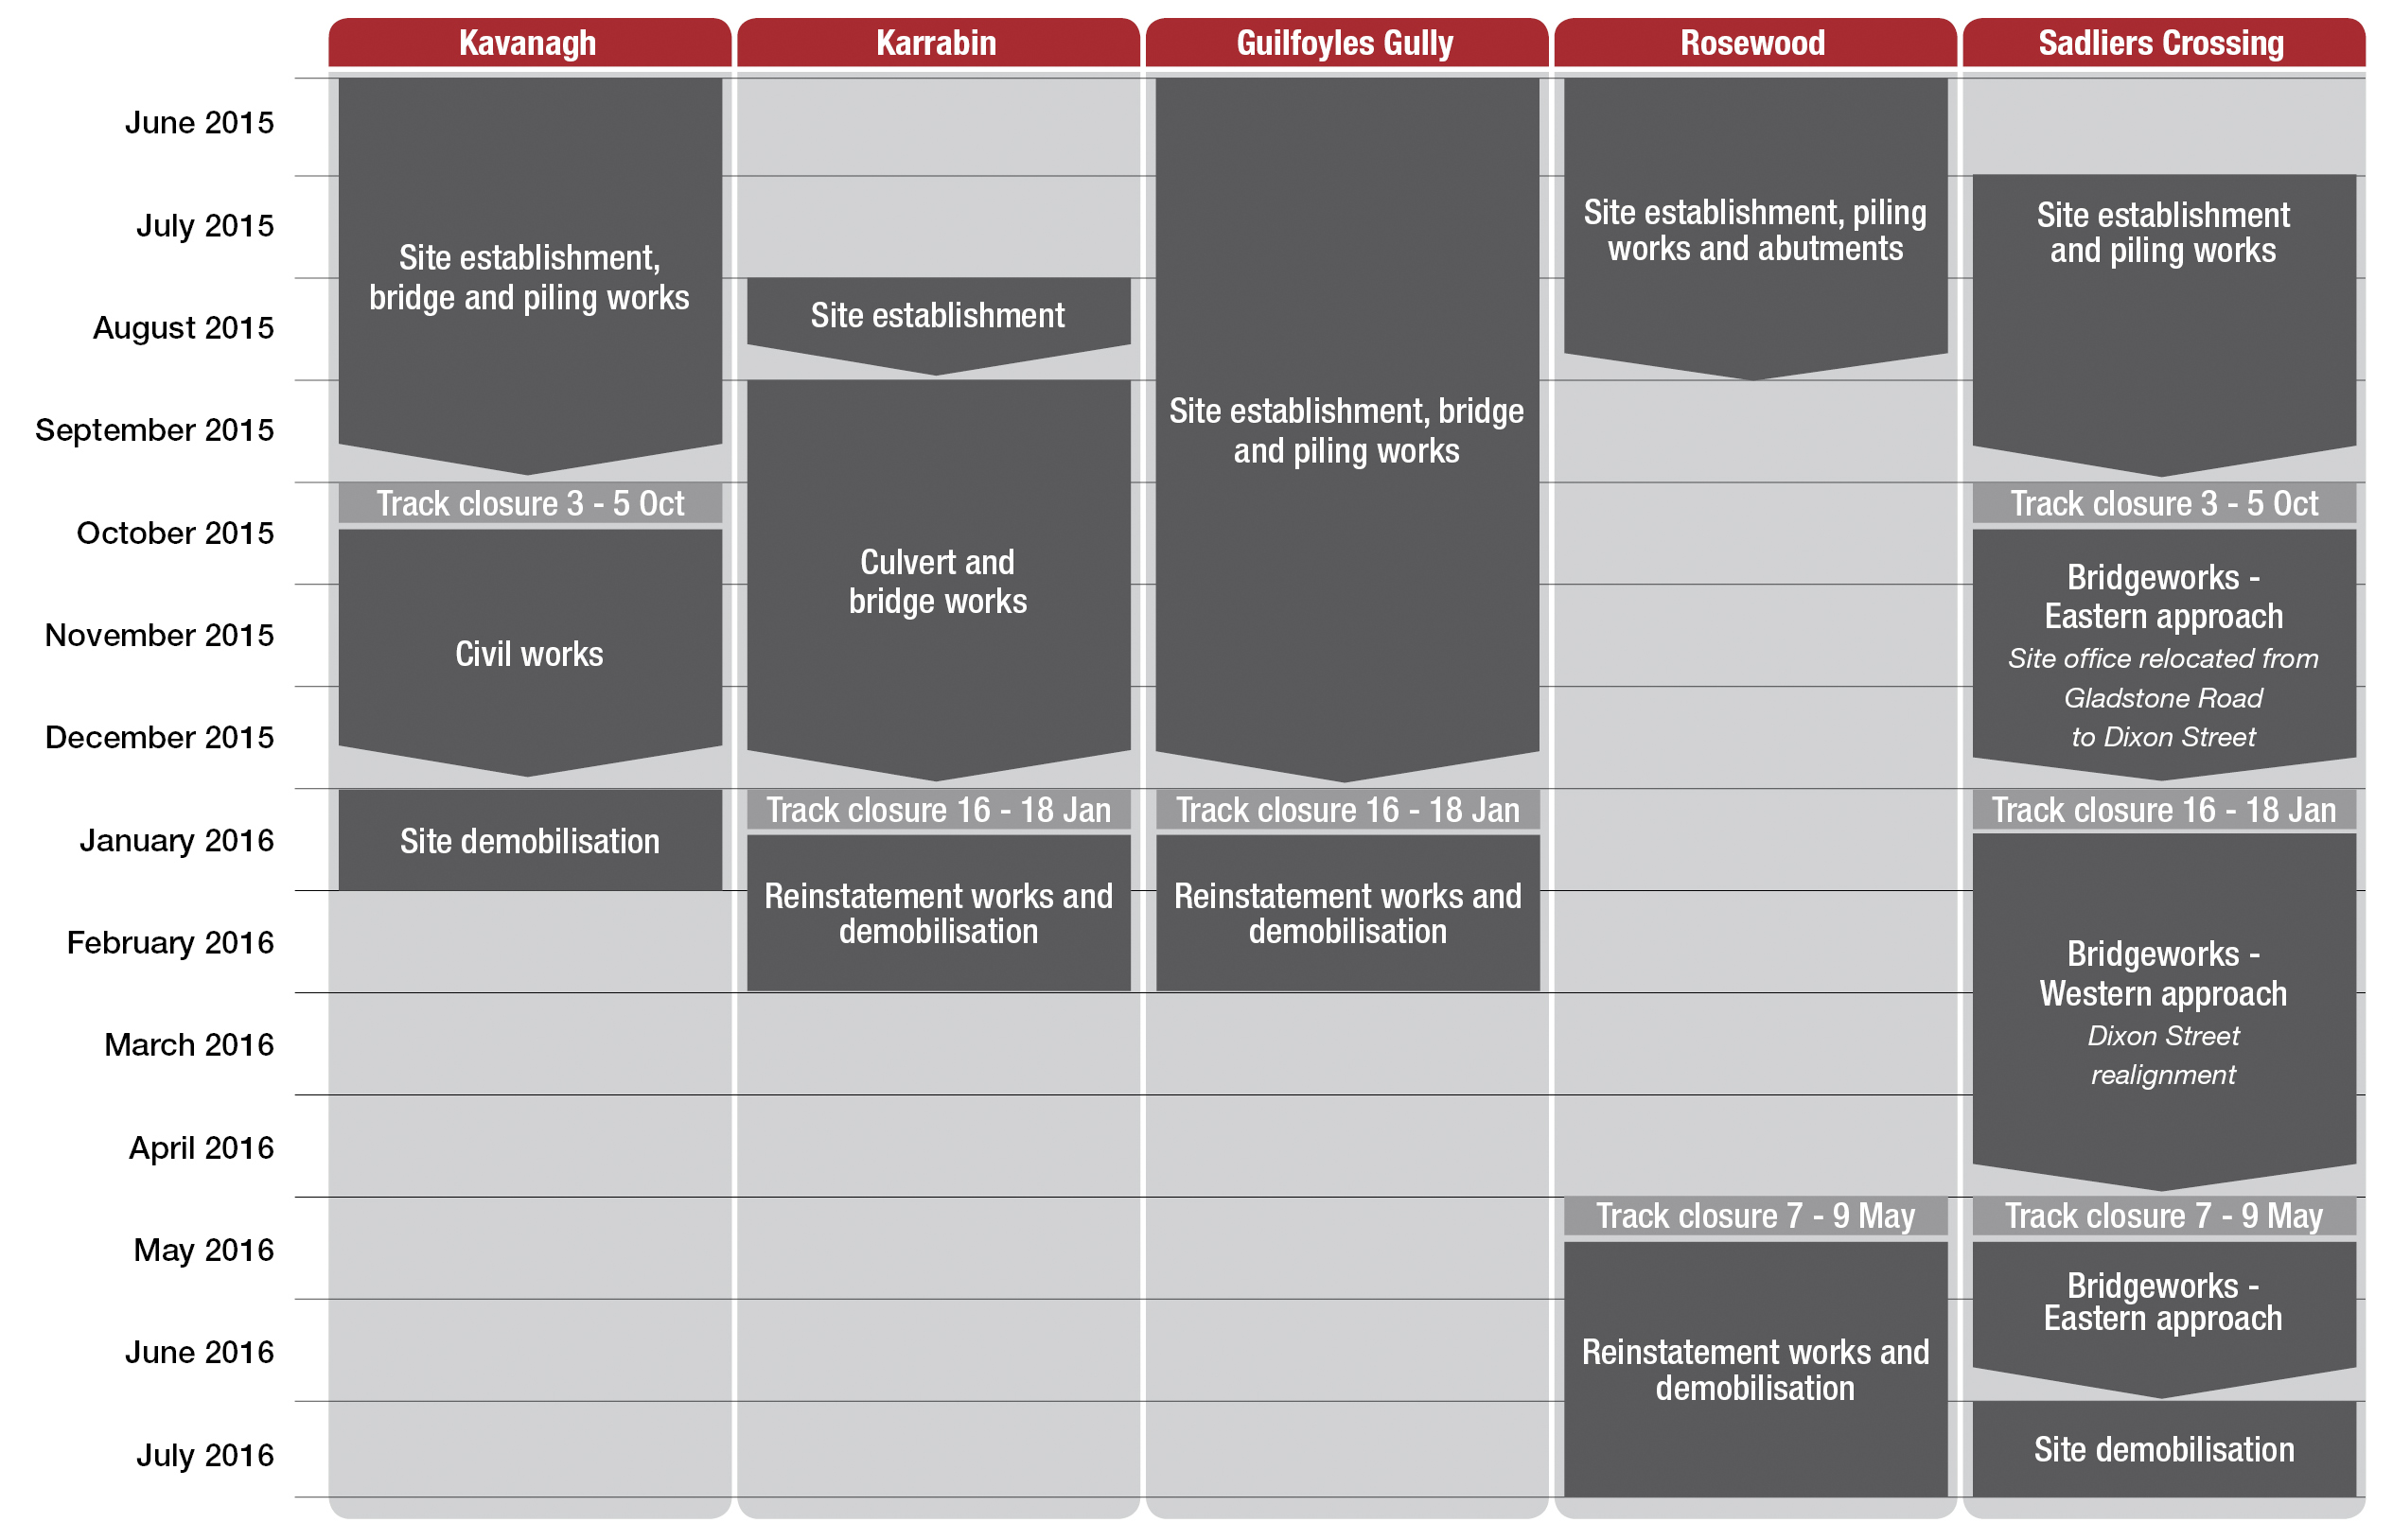 Kavanagh
Karrabin
Guilfoyles Gully
Rosewood
Sadliers Crossing
June 2015
July 2015
August 2015
September 2015
October 2015
November 2015
December 2015
January 2016
February 2016
March 2016
April 2016
May 2016
June 2016
July 2016
Site establishment,
bridge and piling works
Track closure 3 - 5 Oct
Civil works
Site demobilisation
Site establishment
Culvert and
bridge works
Track closure 16 - 18 Jan
Reinstatement works and
demobilisation
Site establishment, bridge
and piling works
Track closure 16 - 18 Jan
Reinstatement works and
demobilisation
Site establishment, piling
works and abutments
Track closure 7 - 9 May
Reinstatement works and
demobilisation
Site establishment
and piling works
Track closure 3 - 5 Oct
Bridgeworks -
Eastern approach
Site office relocated from
Gladstone Road
to Dixon Street
Track closure 16 - 18 Jan
Bridgeworks -
Western approach
Dixon Street
realignment
Track closure 7 - 9 May
Bridgeworks -
Eastern approach
Site demobilisation